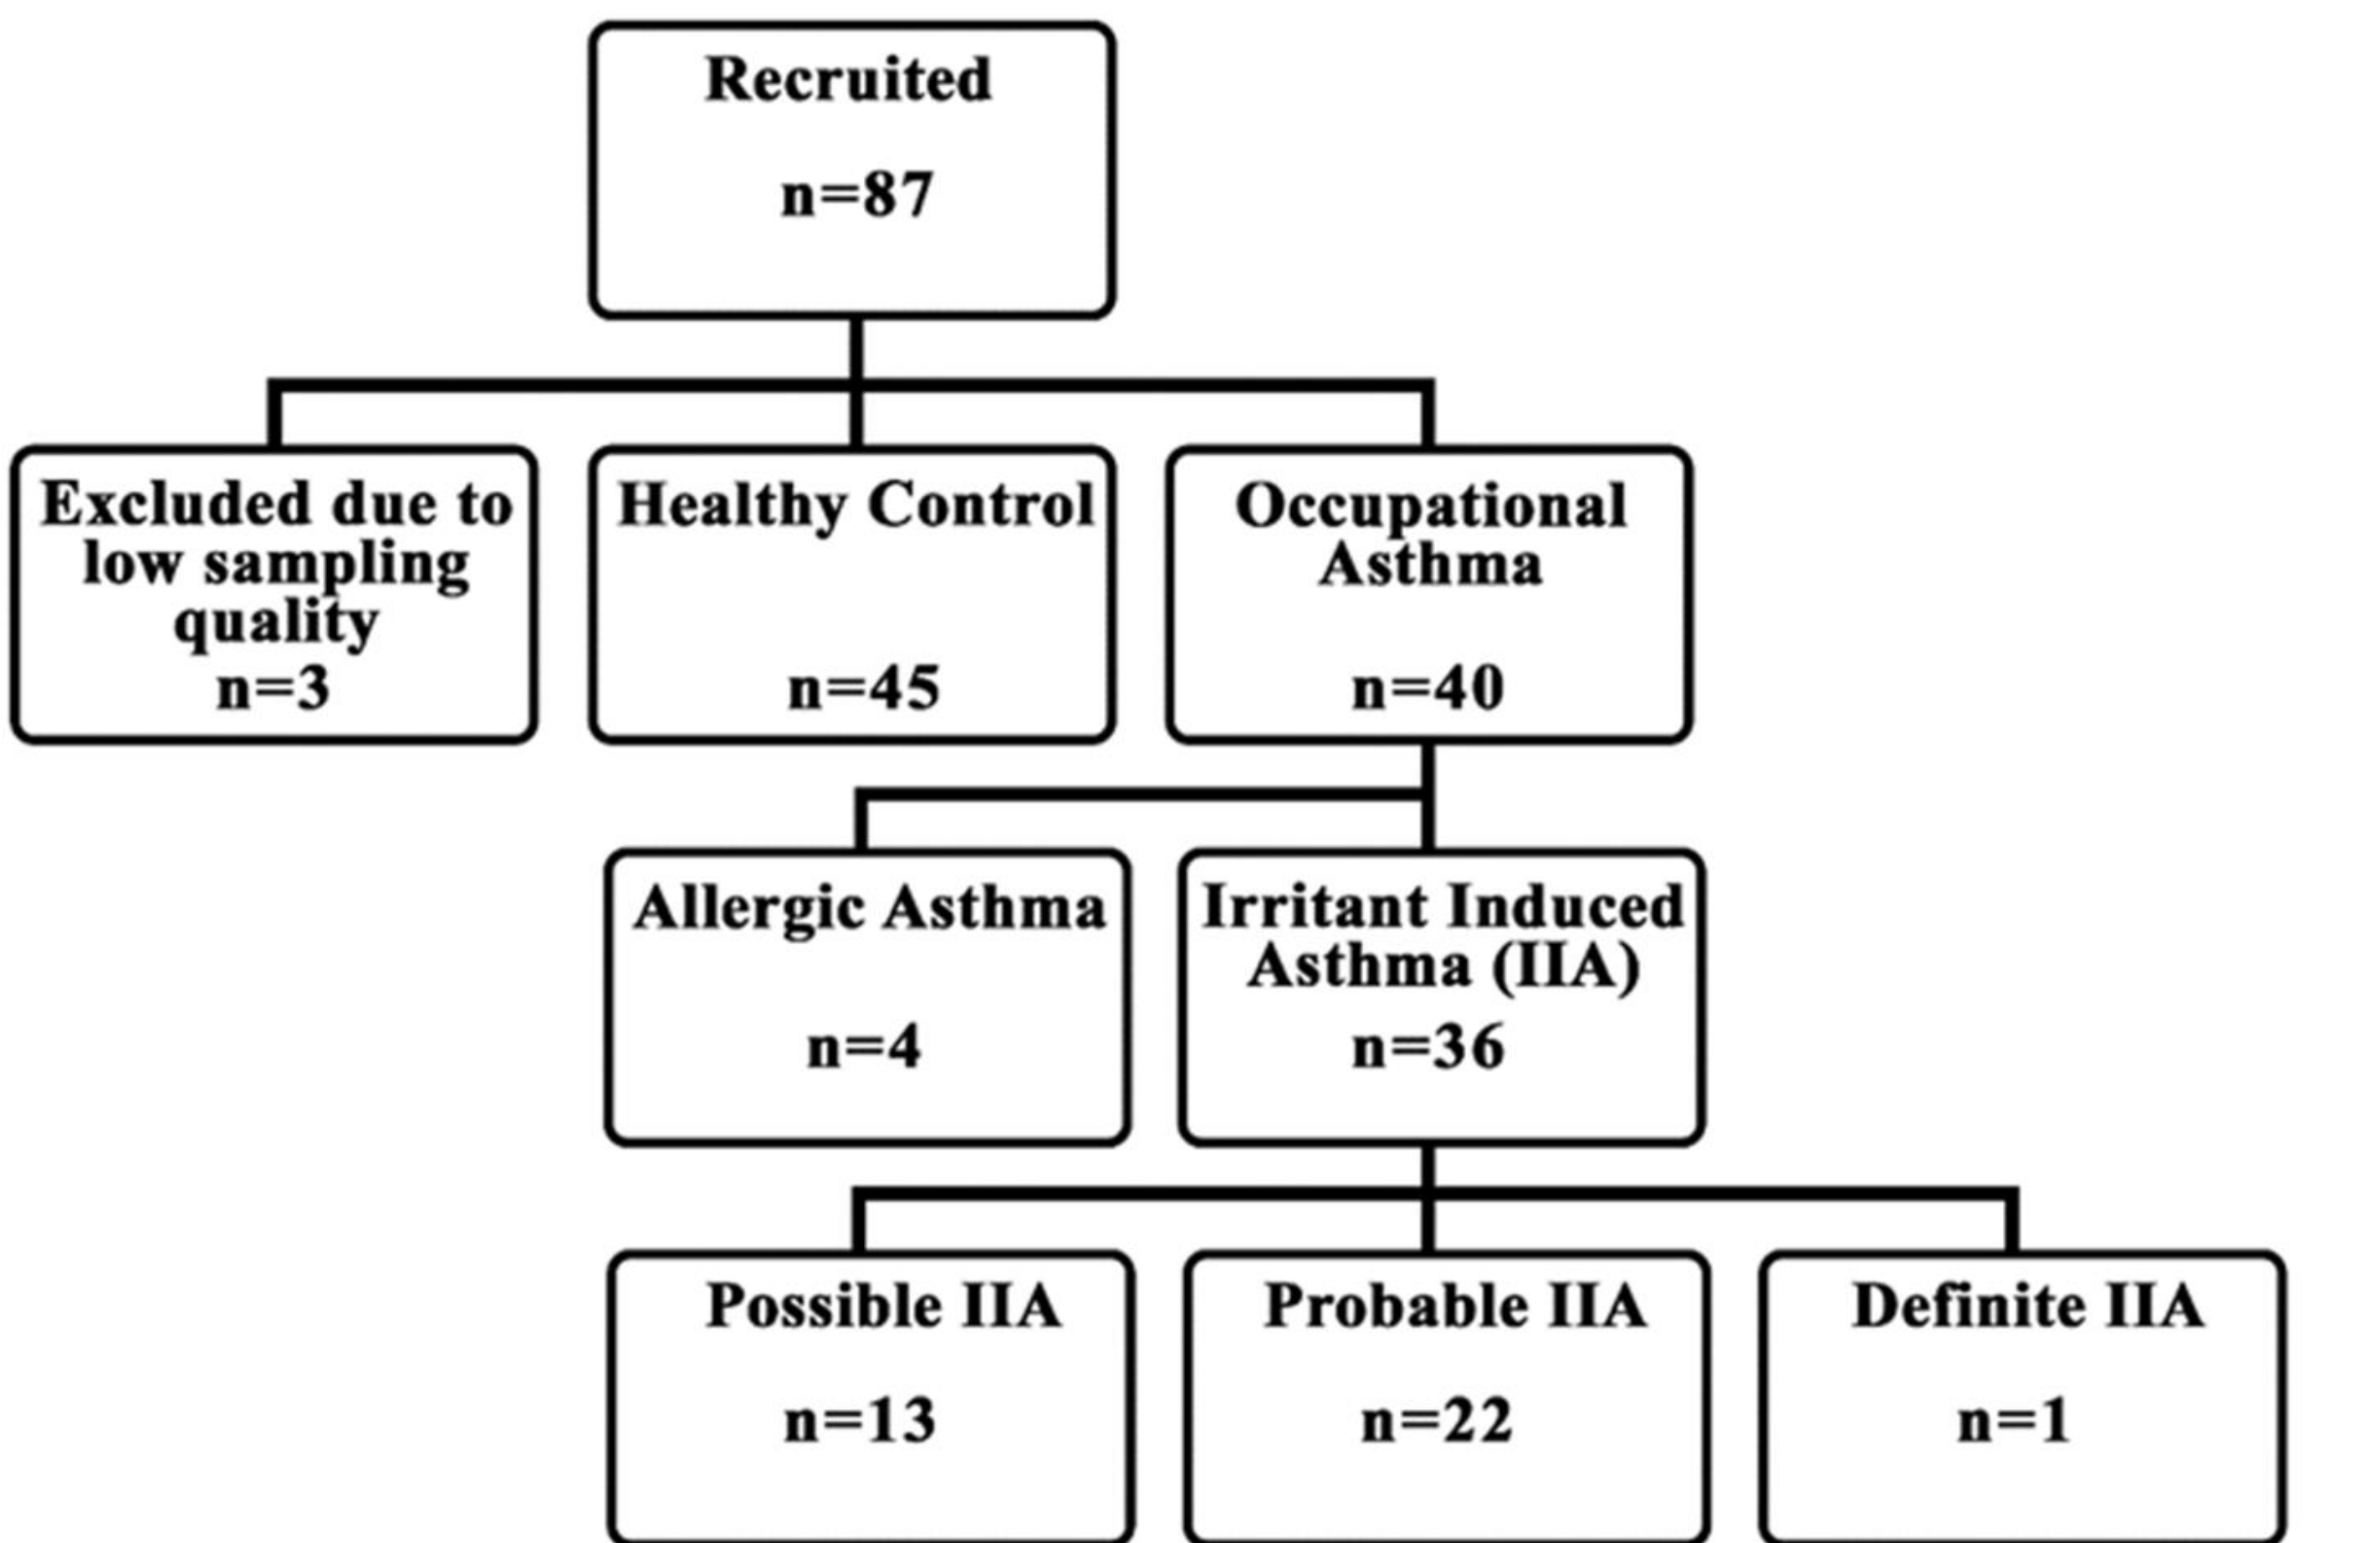 Recruited
n=87
Excluded due to
low sampling
quality
n=3
Healthy Control
n=45
Occupational
Asthma
n=40
Allergic Asthma
n=4
Irritant Induced
Asthma (IIA)
n=36
Possible IIA
n=13
Probable IIA
n=22
Definite IIA
n=1